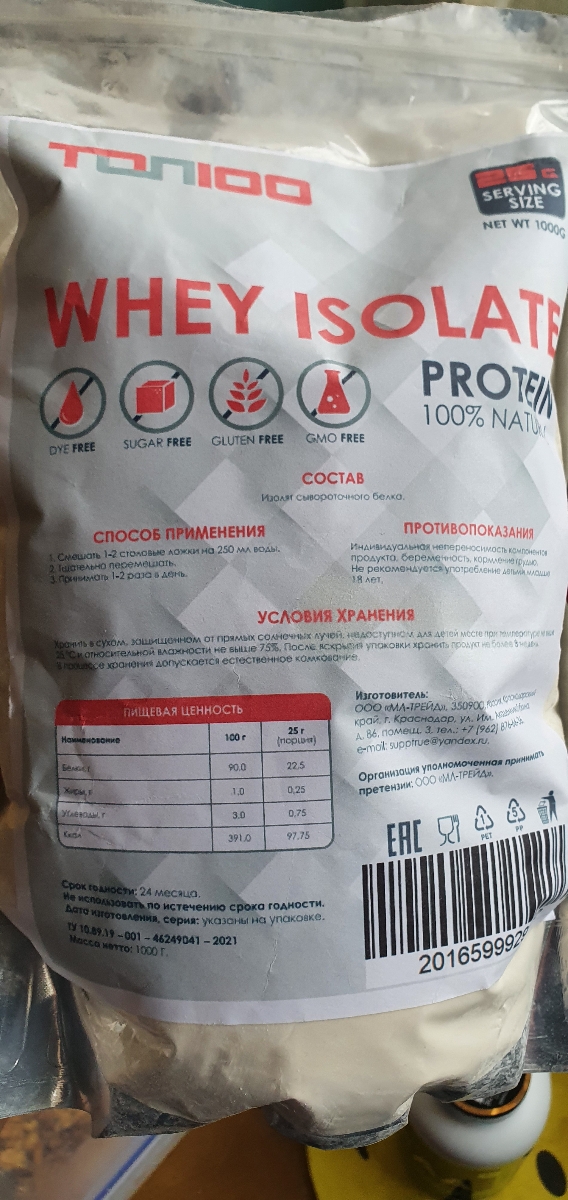 ТОП100
25 G
SERVING
SIZE
NET WT 1000G
WHEY ISOLATE
PROTEIN
100% NATU
DYE FREE
SUGAR FREE
GLUTEN FREE
GMO FREE
СОСТАВ
Изолят сывороточного белка.
СПОСОБ ПРИМЕНЕНИЯ
1. Смешать 1-2 столовые ложки на 250 мл воды.
2. Тщательно перемешать.
3. Принимать 1-2 раза в день.
ПРОТИВОПОКАЗАНИЯ
Индивидуальная непереносимость компонентов
продукта, беременность, кормление грудью.
Не рекомендуется употребление детьми младше
18 лет.
УСЛОВИЯ ХРАНЕНИЯ
Хранить в сухом, защищенном от прямых солнечных лучей, недоступном для детей месте при температуре не выше
25°C и относительной влажности не выше 75%. После вскрытия упаковки хранить продукт не более
В процессе хранения допускается естественное комкование.
ПИЩЕВАЯ ЦЕННОСТЬ
Наименование 100 г 25 г
(порция)
Белки, г 90.0 22,5
Жиры, г 1,0 0,25
Углеводы, г 3,0 0,75
Ккал 391,0 97,75
Изготовитель:
ООО «МЛ-ТРЕЙД», 350900, Россия, Краснодарский
край, г. Краснодар, ул. Им.
д. 86, помещ. 3, тел.: +7 (962)
e-mail: supptrue@yandex.ru.
Организация уполномоченная принимать
претензии: ООО «МЛ-ТРЕЙД».
EAC
1
PET
5
PP
Срок годности: 24 месяца.
Не использовать по истечению срока годности.
Дата изготовления, серия: указаны на упаковке.
ТУ 10.89.19 - 001 - 46249041 - 2021
Масса нетто: 1000 Г.
2016599929